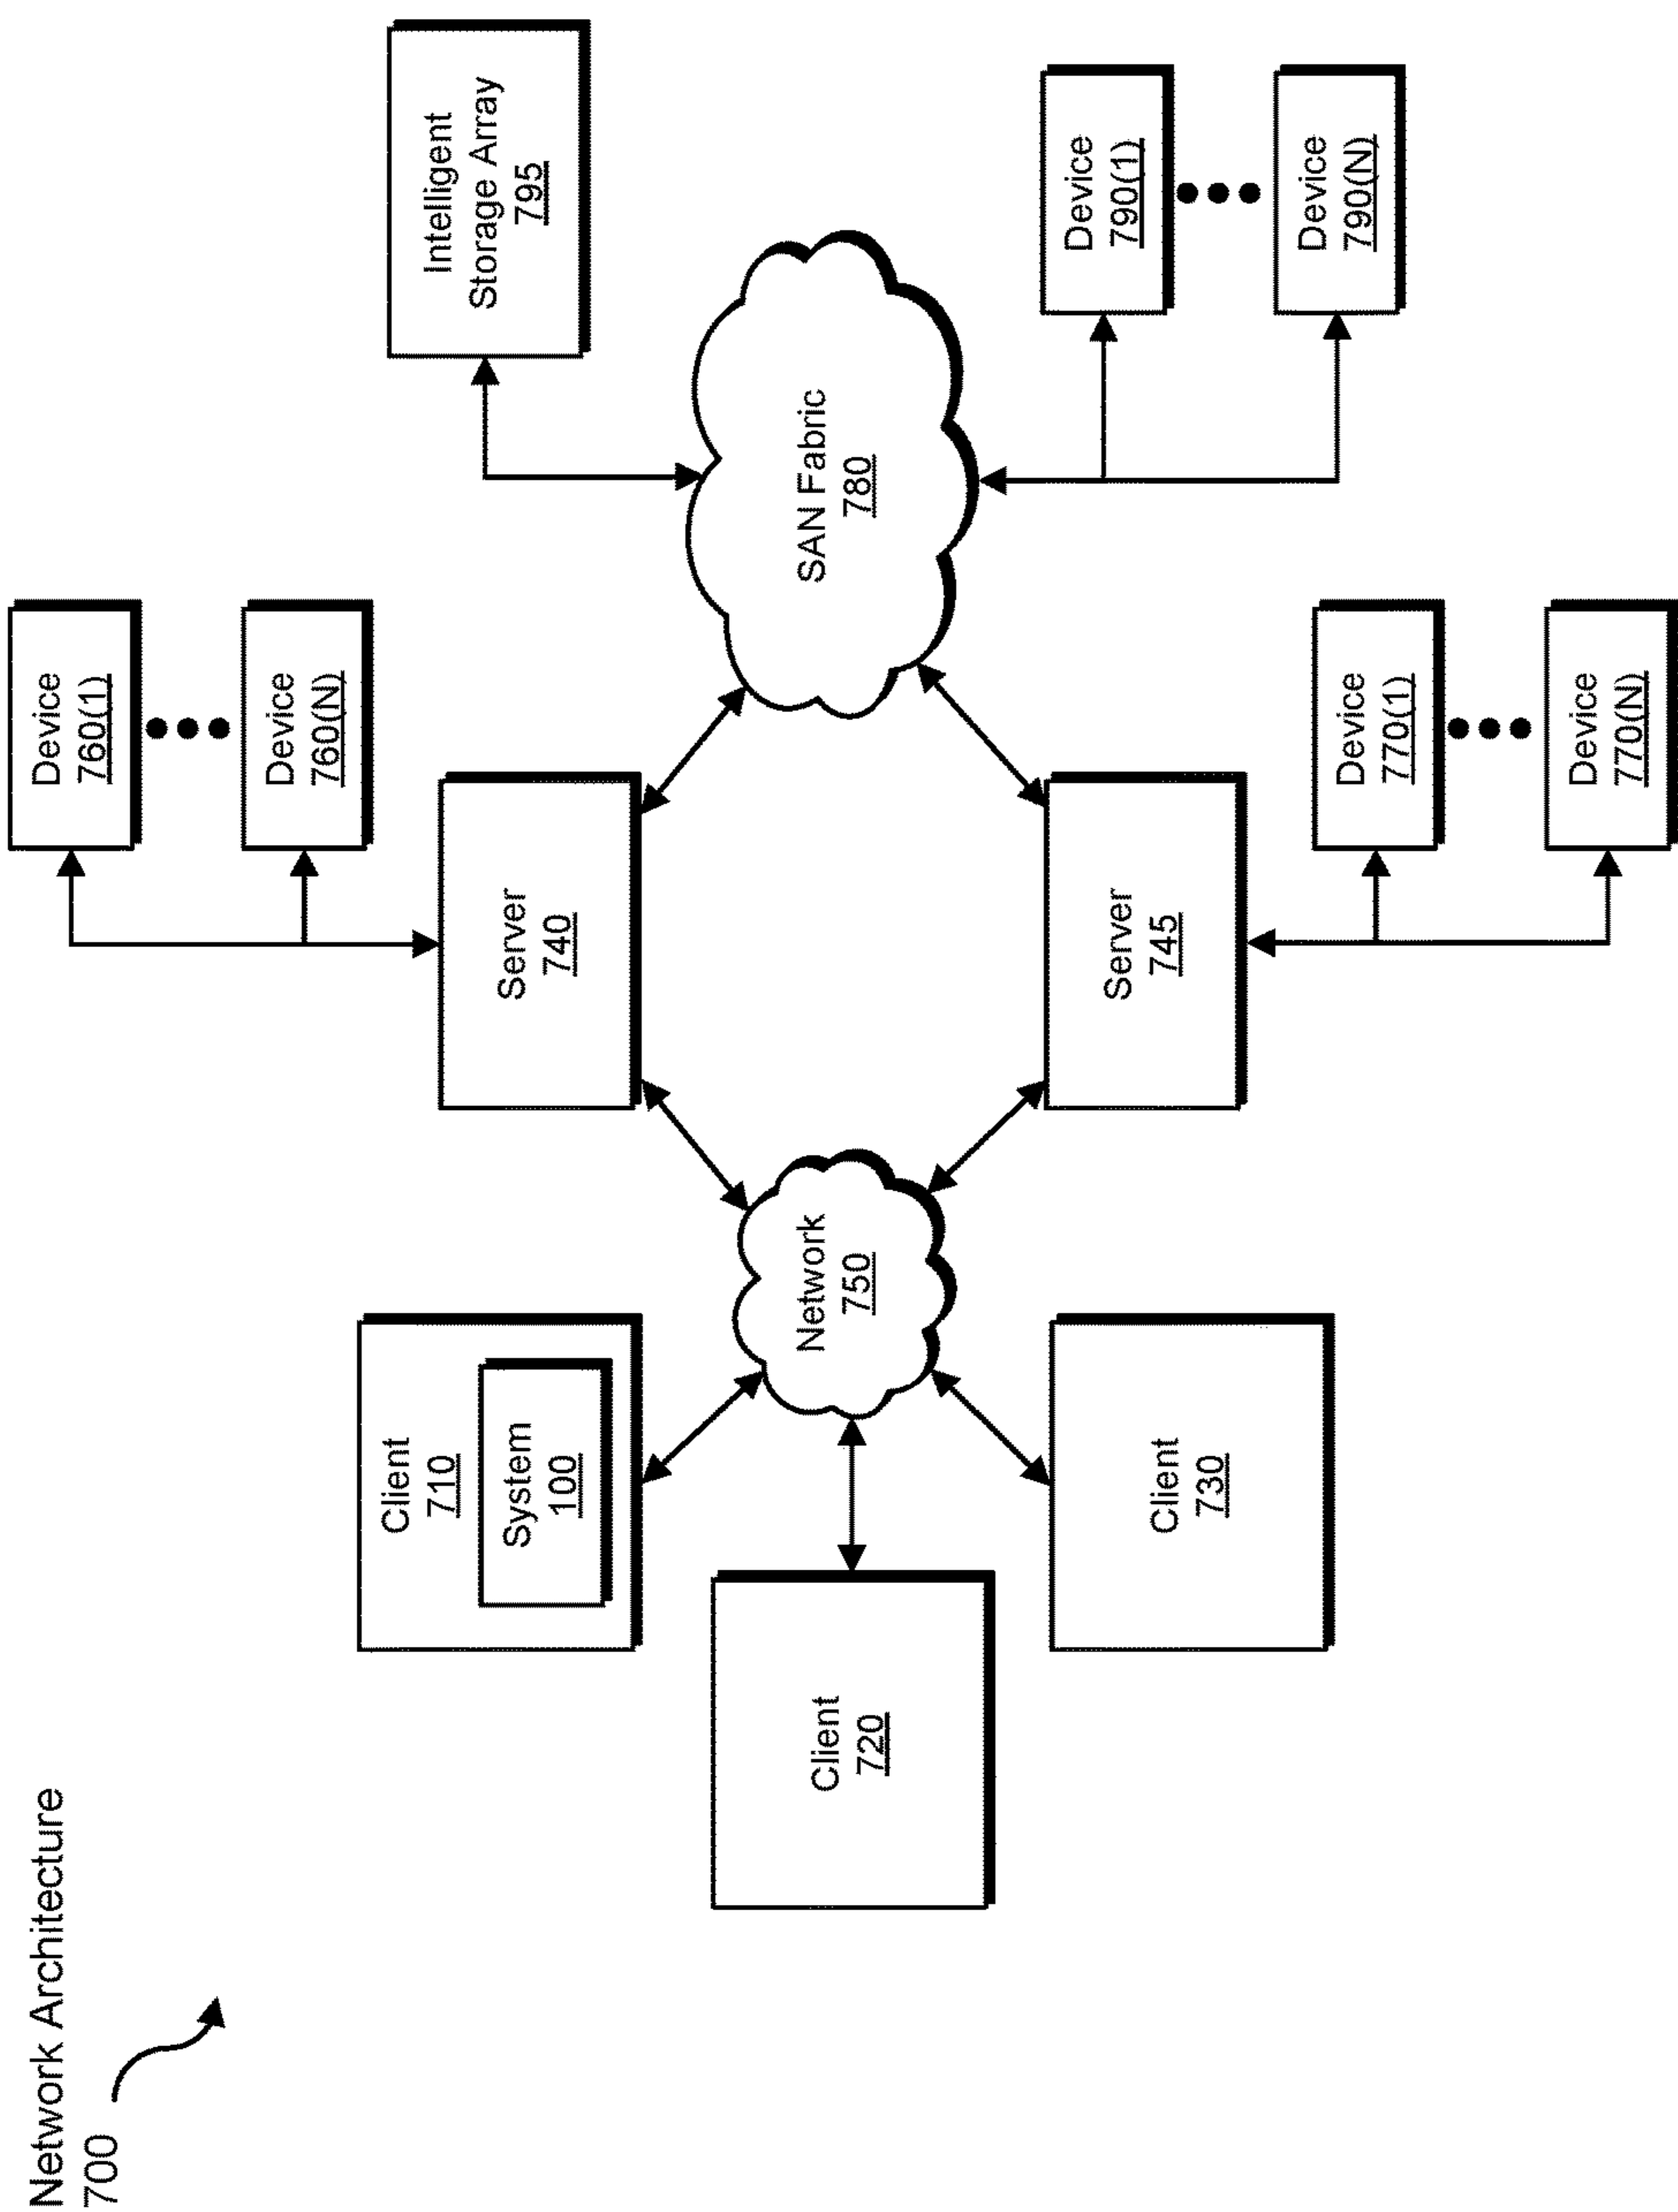 Network Architecture
700
Client
710
System
100
Client
720
Client
730
Network
750
Server
740
Server
745
Device
760(1)
Device
760(N)
Device
770(1)
Device
770(N)
SAN Fabric
780
Intelligent
Storage Array
795
Device
790(1)
Device
790(N)